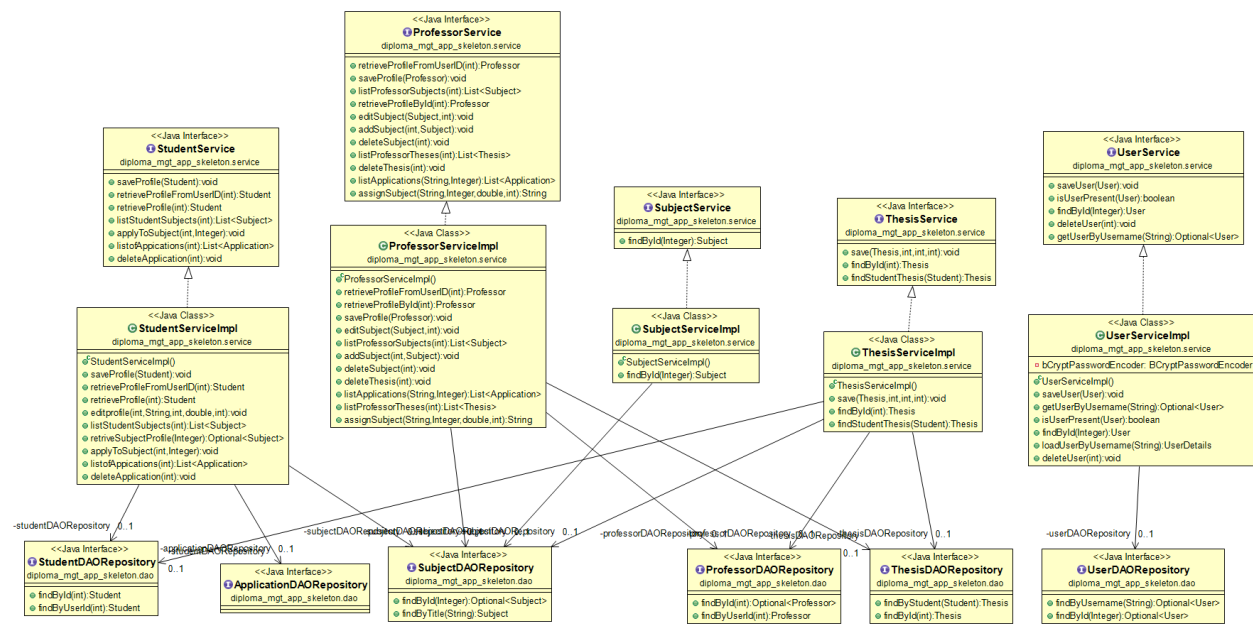 <<Java Interface>>
ProfessorService
diploma_mgt_app_skeleton.service
retrieveProfileFromUserID(int):Professor
saveProfile(Professor):void
listProfessorSubjects(int):List<Subject>
retrieveProfileById(int):Professor
editSubject(Subject,int):void
addSubject(int,Subject):void
deleteSubject(int):void
listProfessorTheses(int):List<Thesis>
deleteThesis(int):void
listApplications(String,Integer):List<Application>
assignSubject(String,Integer,double,int):String
<<Java Interface>>
StudentService
diploma_mgt_app_skeleton.service
saveProfile(Student):void
retrieveProfileFromUserID(int):Student
retrieveProfile(int):Student
listStudentSubjects(int):List<Subject>
applyToSubject(int,Integer):void
listofAppications(int):List<Application>
deleteApplication(int):void
<<Java Interface>>
SubjectService
diploma_mgt_app_skeleton.service
findById(Integer):Subject
<<Java Interface>>
ThesisService
diploma_mgt_app_skeleton.service
save(Thesis,int,int,int):void
findById(int):Thesis
findStudentThesis(Student):Thesis
<<Java Interface>>
UserService
diploma_mgt_app_skeleton.service
saveUser(User):void
isUserPresent(User):boolean
findById(Integer):User
deleteUser(int):void
getUserByUsername(String):Optional<User>
<<Java Class>>
StudentServiceImpl
diploma_mgt_app_skeleton.service
StudentServiceImpl()
saveProfile(Student):void
retrieveProfileFromUserID(int):Student
retrieveProfile(int):Student
editprofile(int,String,int,double,int):void
listStudentSubjects(int):List<Subject>
retriveSubjectProfile(Integer):Optional<Subject>
applyToSubject(int,Integer):void
listofAppications(int):List<Application>
deleteApplication(int):void
<<Java Class>>
ProfessorServiceImpl
diploma_mgt_app_skeleton.service
ProfessorServiceImpl()
retrieveProfileFromUserID(int):Professor
retrieveProfileById(int):Professor
saveProfile(Professor):void
editSubject(Subject,int):void
listProfessorSubjects(int):List<Subject>
addSubject(int,Subject):void
deleteSubject(int):void
deleteThesis(int):void
listApplications(String,Integer):List<Application>
listProfessorTheses(int):List<Thesis>
assignSubject(String,Integer,double,int):String
<<Java Class>>
SubjectServiceImpl
diploma_mgt_app_skeleton.service
SubjectServiceImpl()
findById(Integer):Subject
<<Java Class>>
ThesisServiceImpl
diploma_mgt_app_skeleton.service
ThesisServiceImpl()
save(Thesis,int,int,int):void
findById(int):Thesis
findStudentThesis(Student):Thesis
<<Java Class>>
UserServiceImpl
diploma_mgt_app_skeleton.service
bCryptPasswordEncoder: BCryptPasswordEncoder
UserServiceImpl()
saveUser(User):void
getUserByUsername(String):Optional<User>
isUserPresent(User):boolean
findById(Integer):User
loadUserByUsername(String):UserDetails
deleteUser(int):void
-studentDAORepository 0..1
-applicationDAORepository 0..1
0..1
-subjectDAORepository
0..1
-professorDAORepository
0..1
-thesisDAORepository 0..1
-userDAORepository 0..1
<<Java Interface>>
StudentDAORepository
diploma_mgt_app_skeleton.dao
findById(int):Student
findByUserId(int):Student
<<Java Interface>>
ApplicationDAORepository
diploma_mgt_app_skeleton.dao
<<Java Interface>>
SubjectDAORepository
diploma_mgt_app_skeleton.dao
findById(Integer):Optional<Subject>
findByTitle(String):Subject
<<Java Interface>>
ProfessorDAORepository
diploma_mgt_app_skeleton.dao
findById(int):Optional<Professor>
findByUserId(int):Professor
<<Java Interface>>
ThesisDAORepository
diploma_mgt_app_skeleton.dao
findByStudent(Student):Thesis
findById(int):Thesis
<<Java Interface>>
UserDAORepository
diploma_mgt_app_skeleton.dao
findByUsername(String):Optional<User>
findById(Integer):Optional<User>